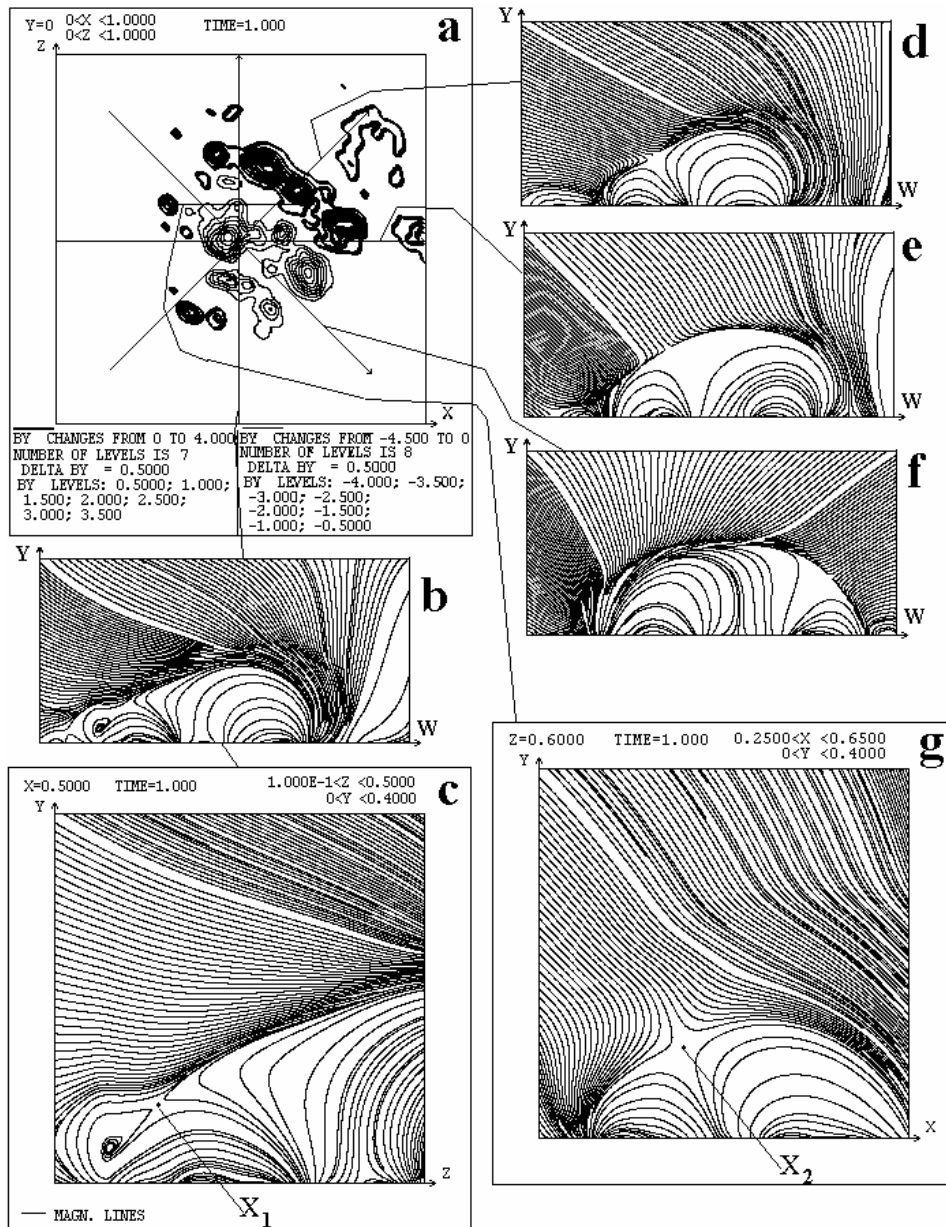 Y=0 0<X <1.0000 TIME=1.000
0<Z <1.0000
a
Z
X
BY CHANGES FROM 0 TO 4.000
NUMBER OF LEVELS IS 7
DELTA BY = 0.5000
BY LEVELS: 0.5000; 1.000;
1.500; 2.000; 2.500;
3.000; 3.500
BY CHANGES FROM -4.500 TO 0
NUMBER OF LEVELS IS 8
DELTA BY = 0.5000
BY LEVELS: -4.000; -3.500;
-3.000; -2.500;
-2.000; -1.500;
-1.000; -0.5000
Y
d
W
Y
e
W
Y
f
W
Y
b
W
X=0.5000 TIME=1.000 1.000E-1<Z <0.5000
0<Y <0.4000
c
Y
Z
X1
MAGN. LINES
Z=0.6000 TIME=1.000 0.2500<X <0.6500
0<Y <0.4000
g
Y
X
X2